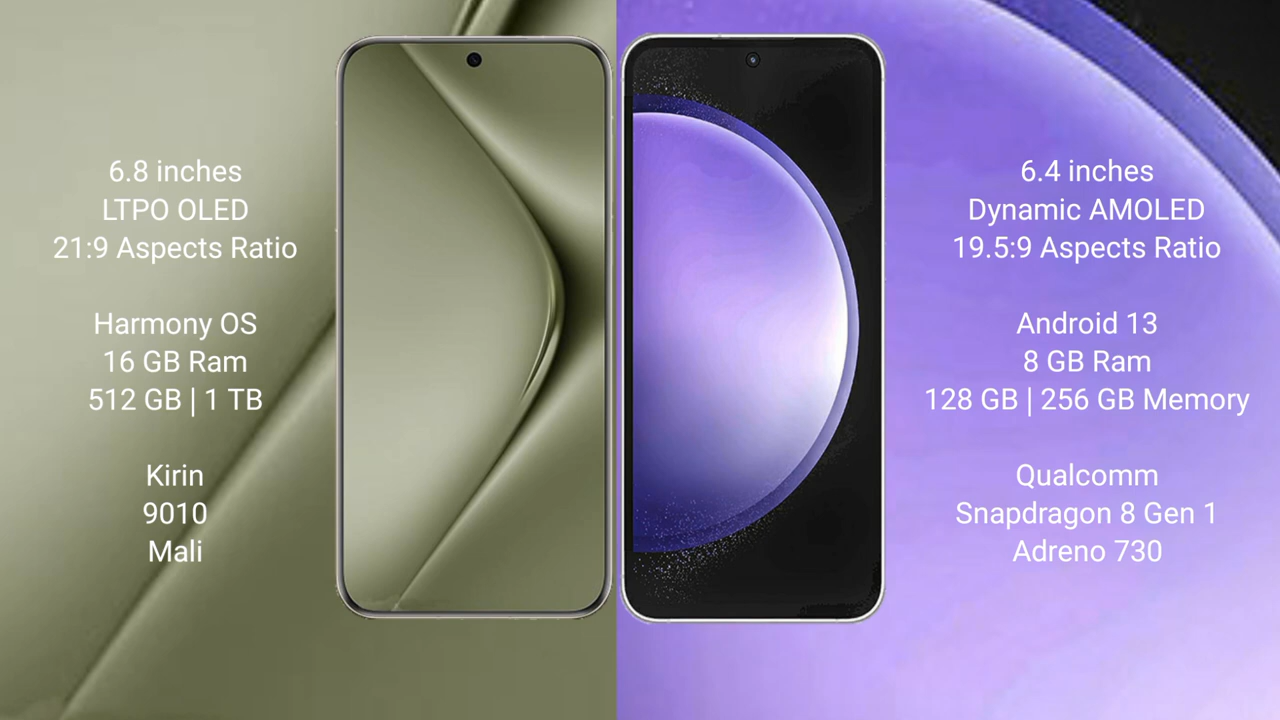 6.8 inches
LTPO OLED
21:9 Aspects Ratio
Harmony OS
16 GB Ram
512 GB | 1 TB
Kirin
9010
Mali
6.4 inches
Dynamic AMOLED
19.5:9 Aspects Ratio
Android 13
8 GB Ram
128 GB | 256 GB Memory
Qualcomm
Snapdragon 8 Gen 1
Adreno 730